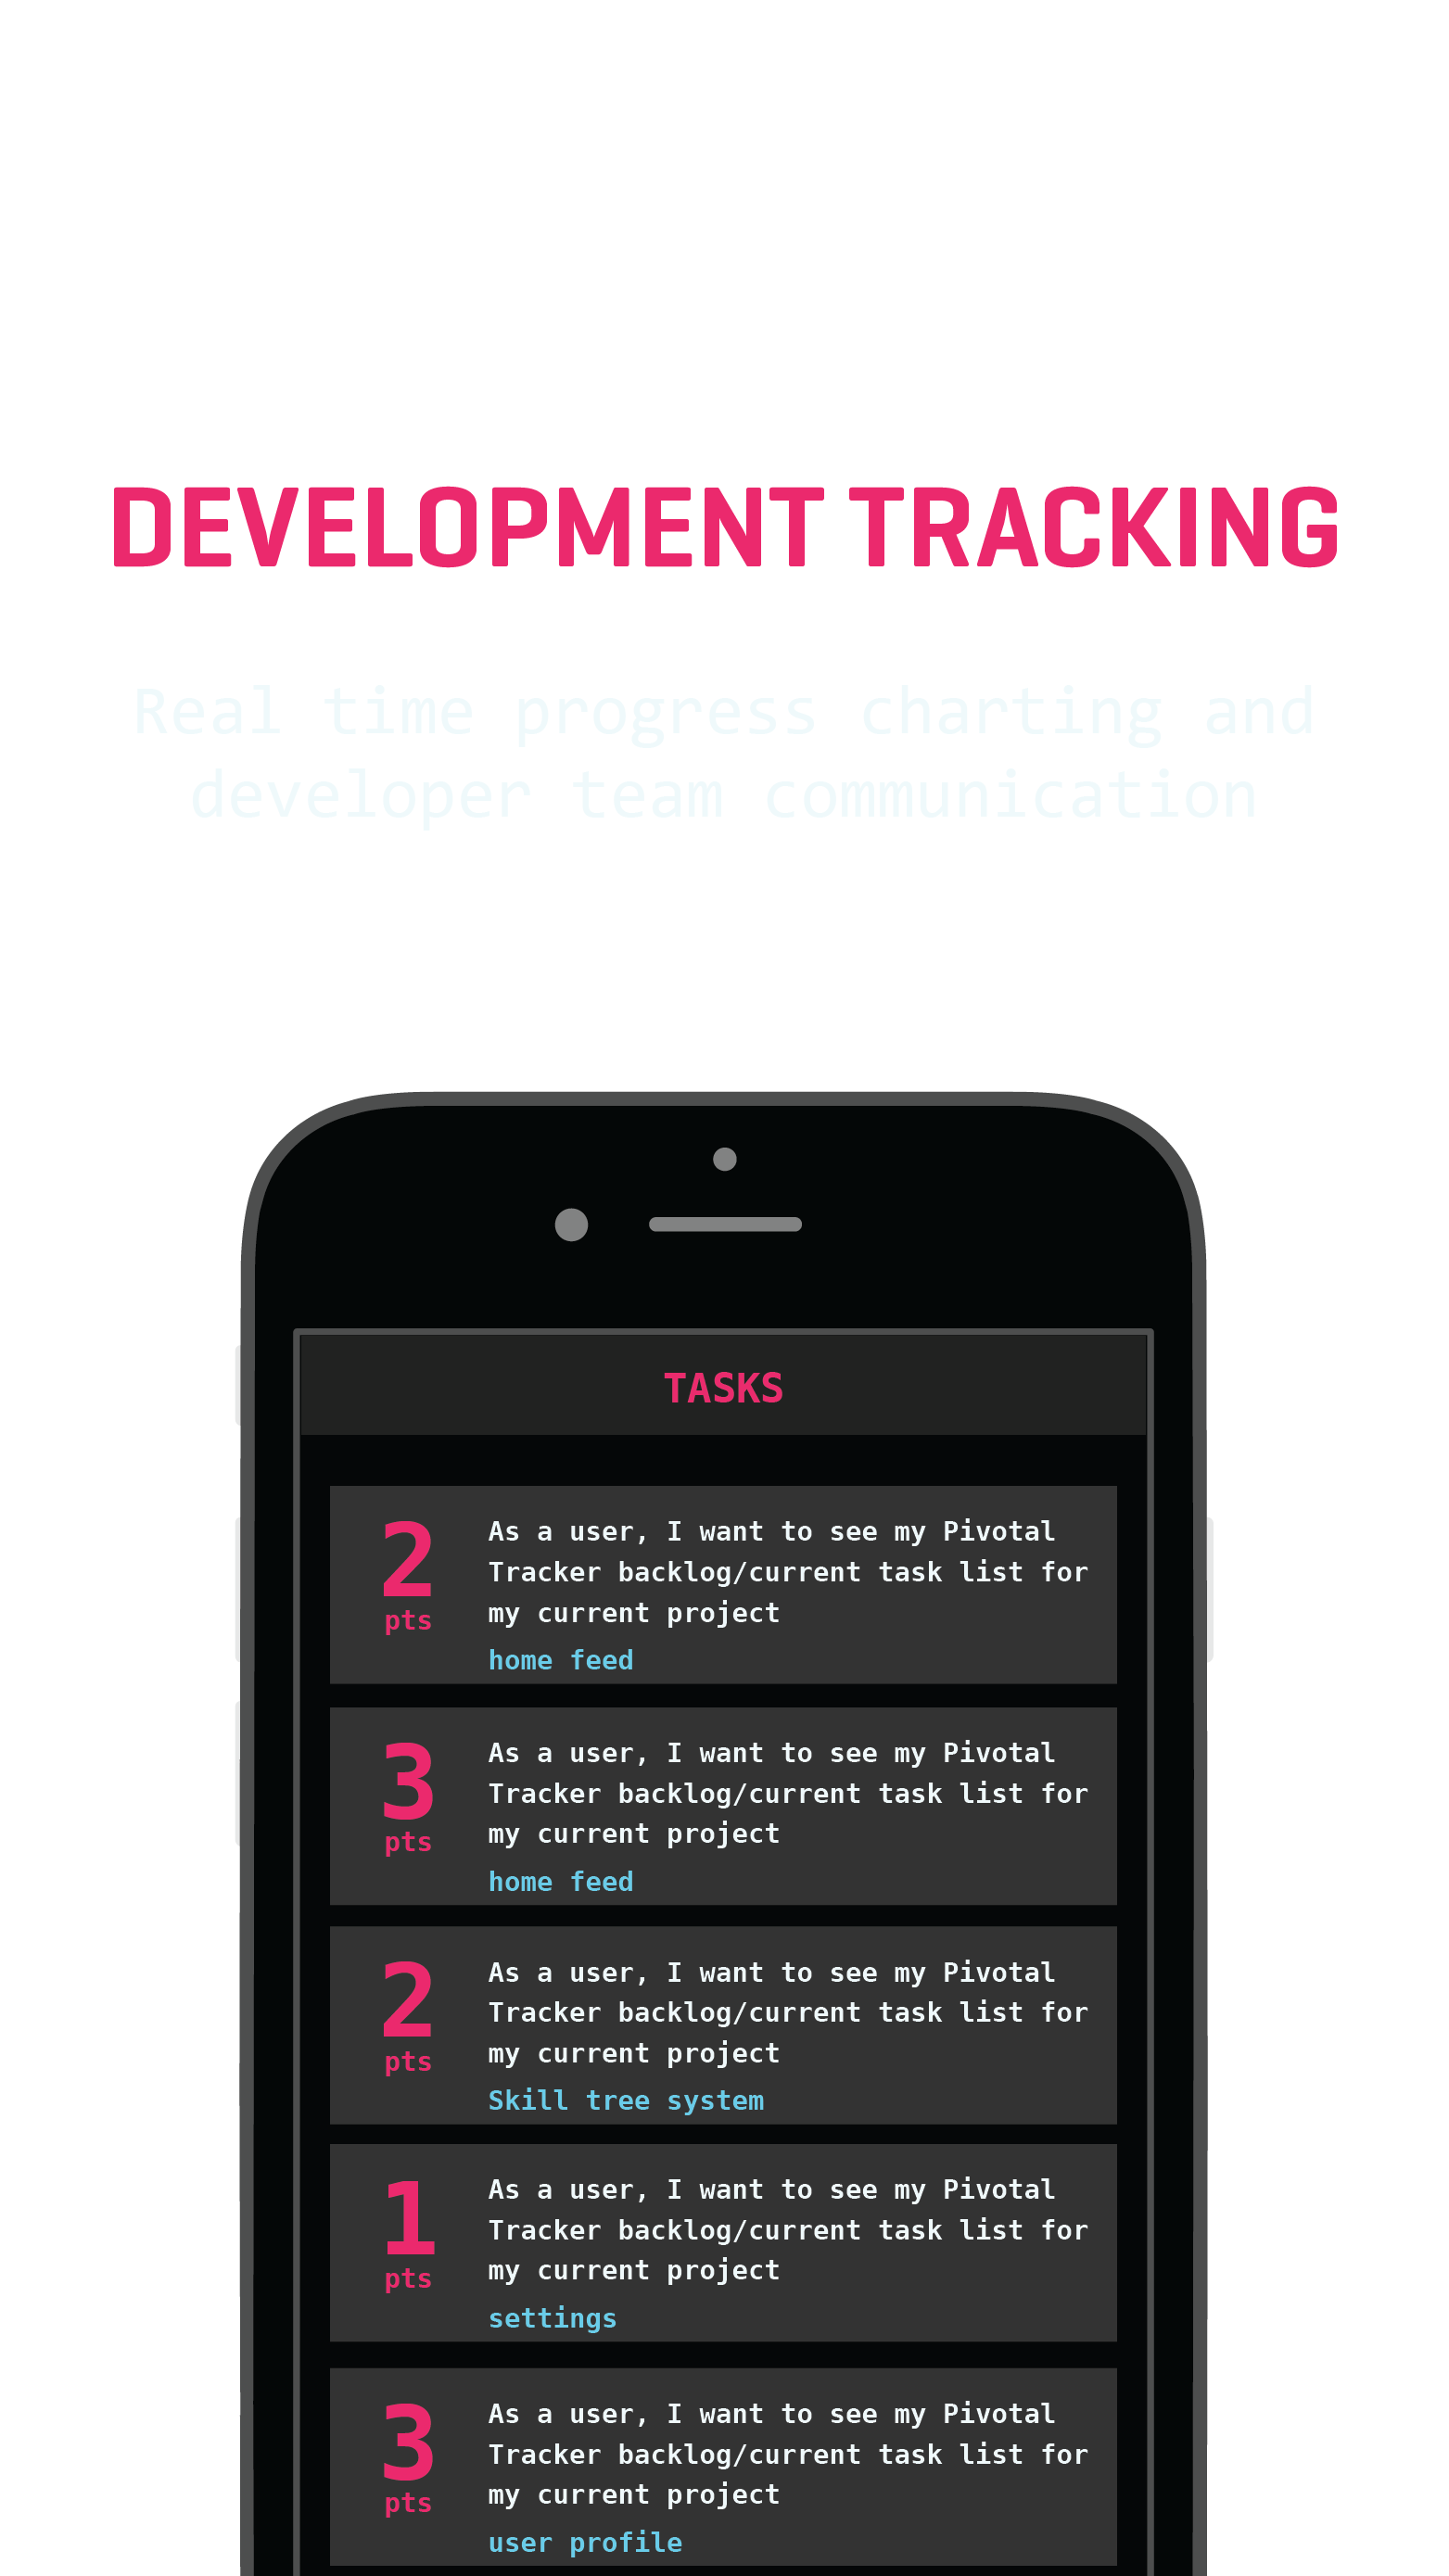 DEVELOPMENT TRACKING
Real time progress charting and
developer team communication
TASKS
2
pts
As a user, I want to see my Pivotal
Tracker backlog/current task list for
my current project
home feed
3
pts
As a user, I want to see my Pivotal
Tracker backlog/current task list for
my current project
home feed
2
pts
As a user, I want to see my Pivotal
Tracker backlog/current task list for
my current project
Skill tree system
1
pts
As a user, I want to see my Pivotal
Tracker backlog/current task list for
my current project
settings
3
pts
As a user, I want to see my Pivotal
Tracker backlog/current task list for
my current project
user profile